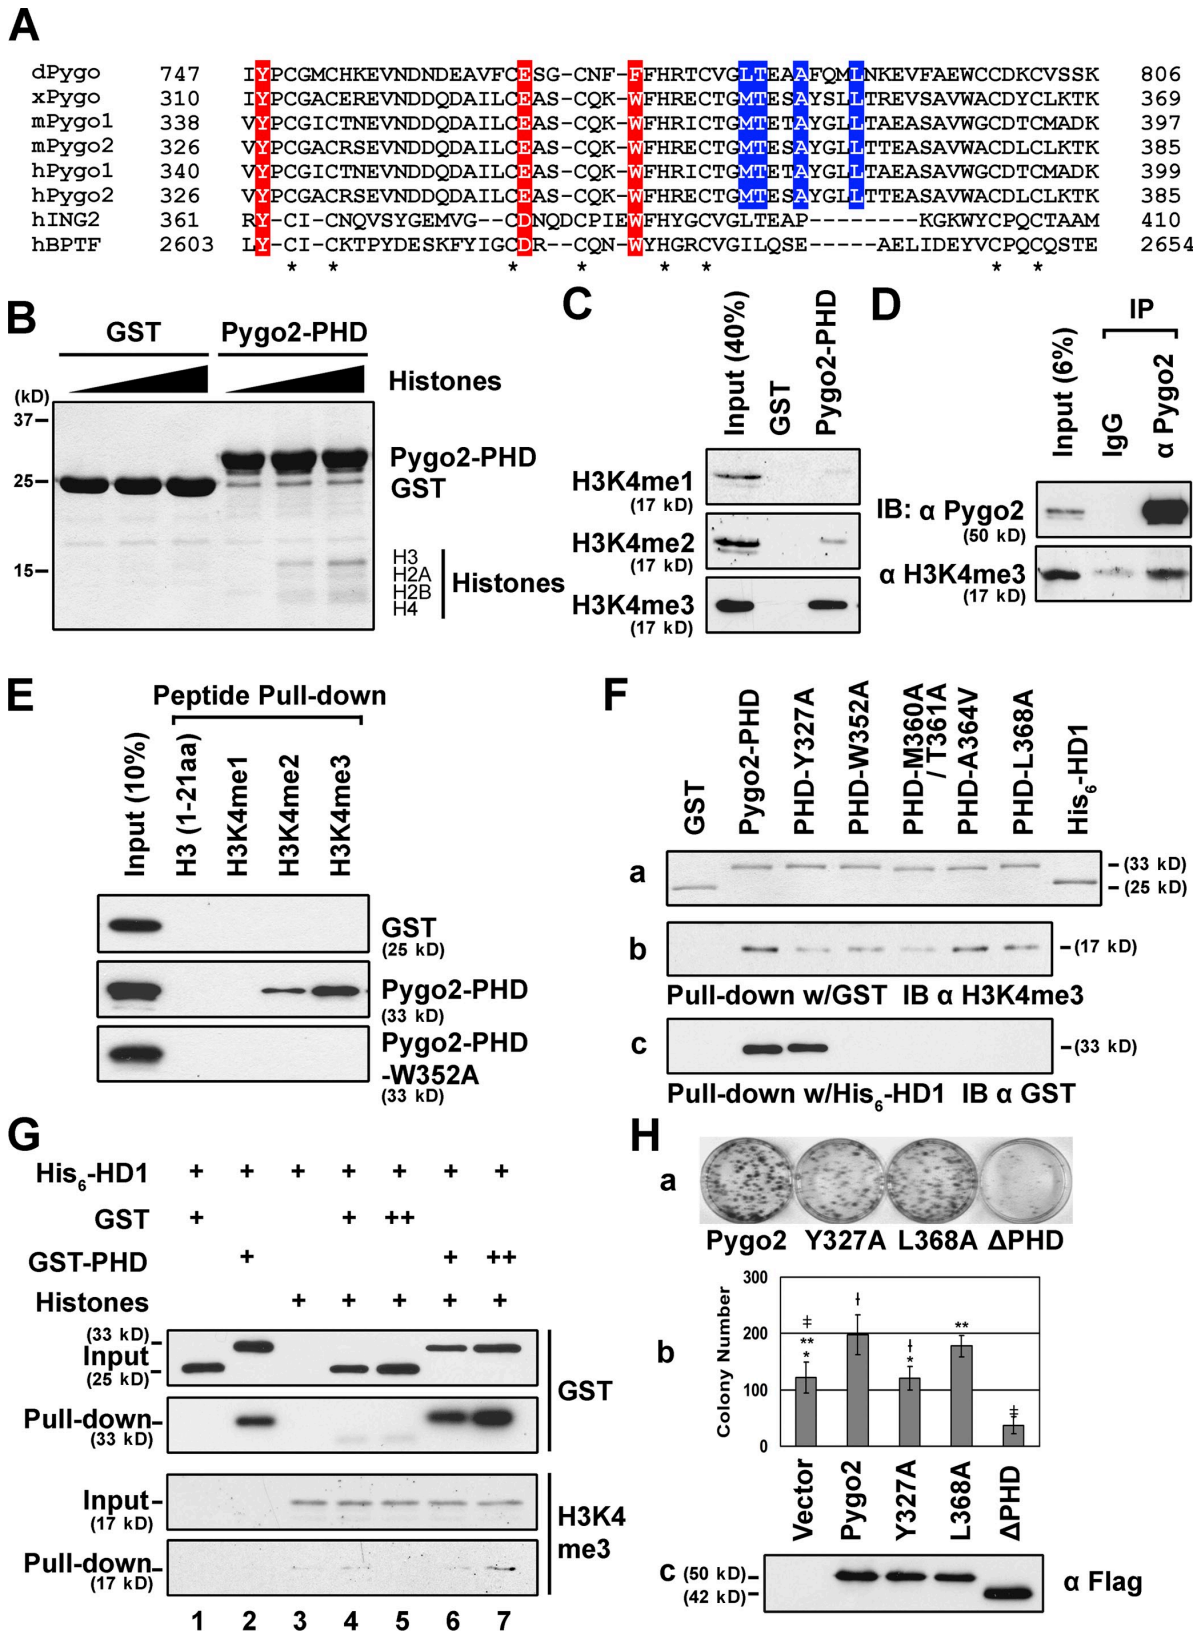 A
dPygo 747 IYPCGMCHKEVNDNDEAVFCESG-CNF-FFHRTCVGLTEAAFQMLNKEVFAEWCCDKCVSSK 806
xPygo 310 IYPCGACEREVNDDQDAILCEAS-CQK-WFHRECTGMTESAYSLLTREVSAVWACDYCLKTK 369
mPygo1 338 VYPCGICTNEVNDDQDAILCEAS-CQK-WFHRICTGMTETAYGLLTAEASAVWGCDTCMADK 397
mPygo2 326 VYPCGACRSEVNDDQDAILCEAS-CQK-WFHRECTGMTESAYGLLTTEASAVWACDLCLKTK 385
hPygo1 340 VYPCGICTNEVNDDQDAILCEAS-CQK-WFHRICTGMTETAYGLLTAEASAVWGCDTCMADK 399
hPygo2 326 VYPCGACRSEVNDDQDAILCEAS-CQK-WFHRECTGMTESAYGLLTTEASAVWACDLCLKTK 385
hING2 361 RY-CI-CNQVSYGEMVG--CDNQDCPIEWFHYGCVGLTEAP--------KGKWYCPQCTAAM 410
hBPTF 2603 LY-CI-CKTPYDESKFYIGCDR--CQN-WYHGRCVGILQSE-----AELIDEYVCPQCQSTE 2654
* * * * * * * *
B
GST Pygo2-PHD
Histones
(kD)
37
25
15
Pygo2-PHD
GST
H3
H2A
H2B
H4
Histones
C
Input (40%)
GST
Pygo2-PHD
H3K4me1
(17 kD)
H3K4me2
(17 kD)
H3K4me3
(17 kD)
D
IP
Input (6%)
IgG
α Pygo2
IB: α Pygo2
(50 kD)
α H3K4me3
(17 kD)
E
Peptide Pull-down
Input (10%)
H3 (1-21aa)
H3K4me1
H3K4me2
H3K4me3
GST
(25 kD)
Pygo2-PHD
(33 kD)
Pygo2-PHD
-W352A
(33 kD)
F
GST
Pygo2-PHD
PHD-Y327A
PHD-W352A
PHD-M360A
/ T361A
PHD-A364V
PHD-L368A
His6-HD1
a
(33 kD)
(25 kD)
b
(17 kD)
Pull-down w/GST IB α H3K4me3
c
(33 kD)
Pull-down w/His6-HD1 IB α GST
G
His6-HD1 + + + + + + +
GST + + ++
GST-PHD + + ++
Histones + + + + +
(33 kD)
Input
(25 kD)
Pull-down
(33 kD)
GST
Input
(17 kD)
Pull-down
(17 kD)
H3K4
me3
1 2 3 4 5 6 7
H
a
Pygo2 Y327A L368A ΔPHD
b
Colony Number
300
200
100
0
‡
**
*
†
†
*
**
‡
Vector
Pygo2
Y327A
L368A
ΔPHD
c
(50 kD)
(42 kD)
α Flag